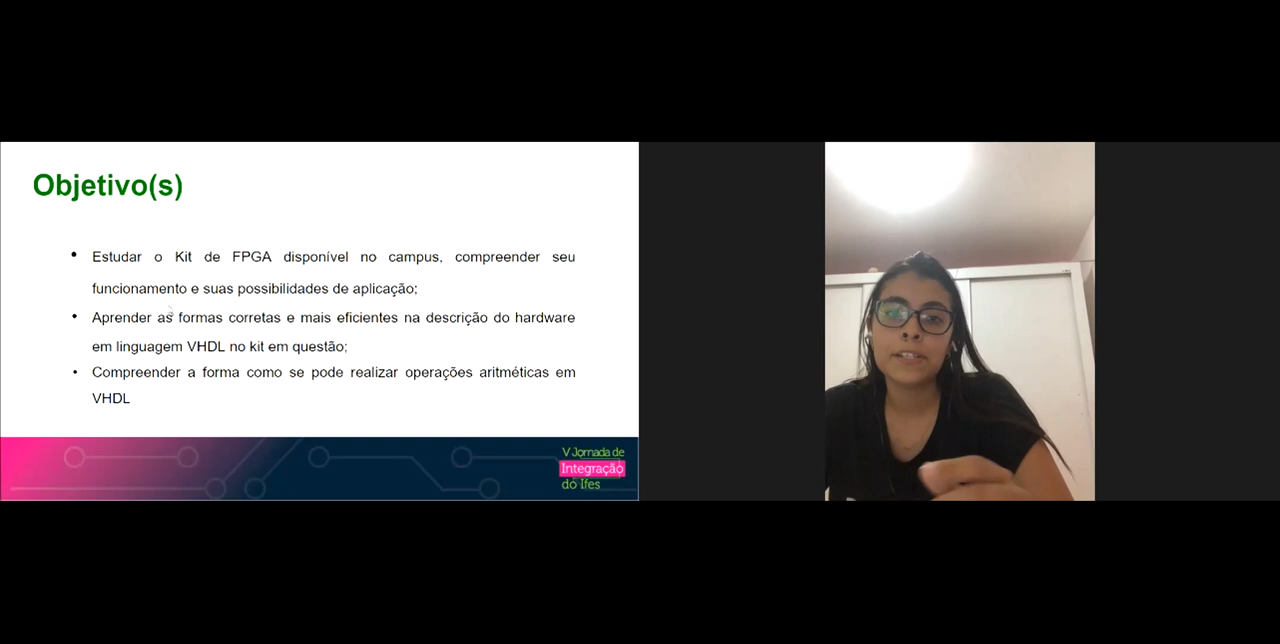 Objetivo(s)
• Estudar o Kit de FPGA disponível no campus, compreender seu
funcionamento e suas possibilidades de aplicação;
• Aprender as formas corretas e mais eficientes na descrição do hardware
em linguagem VHDL no kit em questão;
• Compreender a forma como se pode realizar operações aritméticas em
VHDL
V Jornada de
Integração
do Ifes